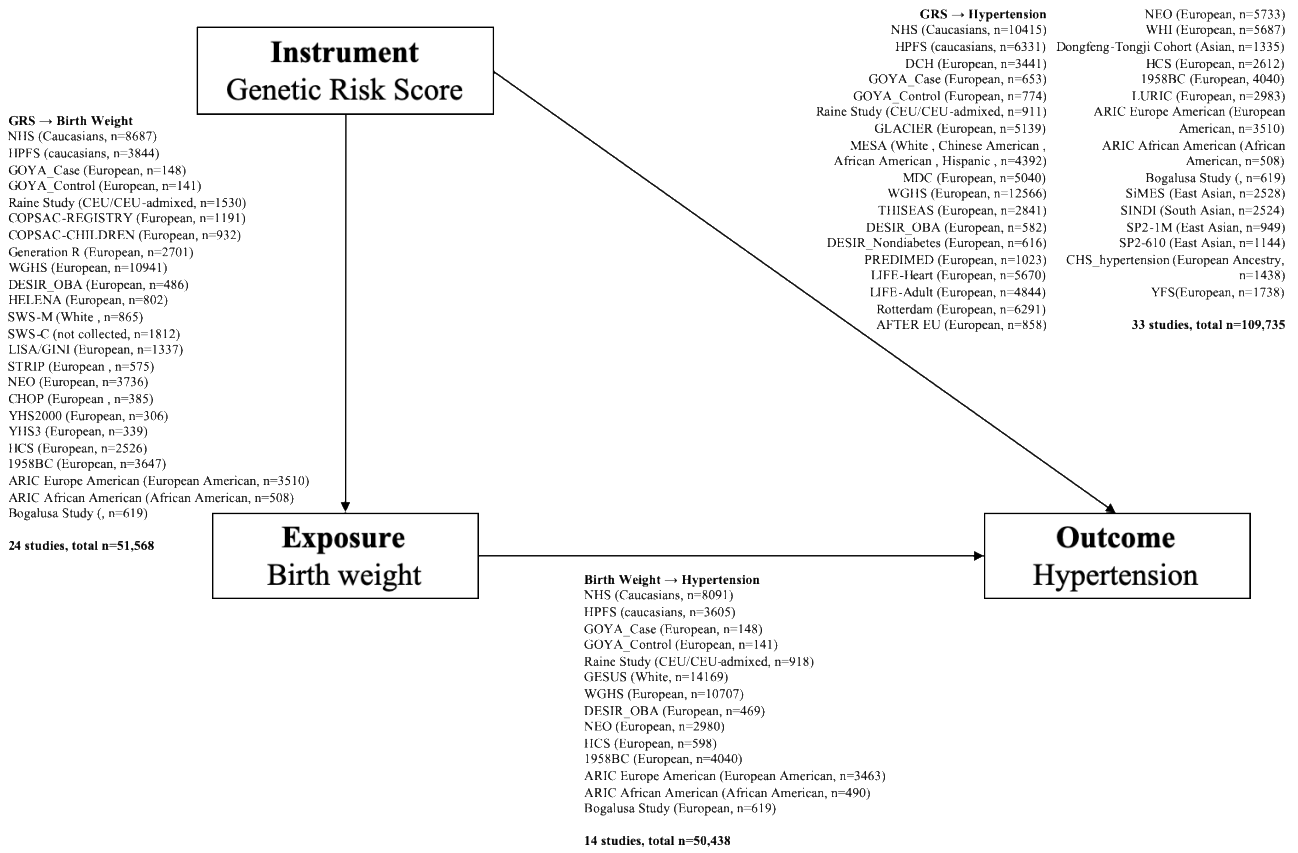 Instrument
Genetic Risk Score
GRS → Birth Weight
NHS (Caucasians, n=8687)
HPFS (caucasians, n=3844)
GOYA_Case (European, n=148)
GOYA_Control (European, n=141)
Raine Study (CEU/CEU-admixed, n=1530)
COPSAC-REGISTRY (European, n=1191)
COPSAC-CHILDREN (European, n=932)
Generation R (European, n=2701)
WGHS (European, n=10941)
DESIR_OBA (European, n=486)
HELENA (European, n=802)
SWS-M (White , n=865)
SWS-C (not collected, n=1812)
LISA/GINI (European, n=1337)
STRIP (European , n=575)
NEO (European, n=3736)
CHOP (European , n=385)
YHS2000 (European, n=306)
YHS3 (European, n=339)
HCS (European, n=2526)
1958BC (European, n=3647)
ARIC Europe American (European American, n=3510)
ARIC African American (African American, n=508)
Bogalusa Study (, n=619)
24 studies, total n=51,568
GRS → Hypertension
NHS (Caucasians, n=10415)
HPFS (caucasians, n=6331)
DCH (European, n=3441)
GOYA_Case (European, n=653)
GOYA_Control (European, n=774)
Raine Study (CEU/CEU-admixed, n=911)
GLACIER (European, n=5139)
MESA (White , Chinese American ,
African American , Hispanic , n=4392)
MDC (European, n=5040)
WGHS (European, n=12566)
THISEAS (European, n=2841)
DESIR_OBA (European, n=582)
DESIR_Nondiabetes (European, n=616)
PREDIMED (European, n=1023)
LIFE-Heart (European, n=5670)
LIFE-Adult (European, n=4844)
Rotterdam (European, n=6291)
AFTER EU (European, n=858)
NEO (European, n=5733)
WHI (European, n=5687)
Dongfeng-Tongji Cohort (Asian, n=1335)
HCS (European, n=2612)
1958BC (European, 4040)
LURIC (European, n=2983)
ARIC Europe American (European
American, n=3510)
ARIC African American (African
American, n=508)
Bogalusa Study (, n=619)
SiMES (East Asian, n=2528)
SINDI (South Asian, n=2524)
SP2-1M (East Asian, n=949)
SP2-610 (East Asian, n=1144)
CHS_hypertension (European Ancestry,
n=1438)
YFS(European, n=1738)
33 studies, total n=109,735
Exposure
Birth weight
Outcome
Hypertension
Birth Weight → Hypertension
NHS (Caucasians, n=8091)
HPFS (caucasians, n=3605)
GOYA_Case (European, n=148)
GOYA_Control (European, n=141)
Raine Study (CEU/CEU-admixed, n=918)
GESUS (White, n=14169)
WGHS (European, n=10707)
DESIR_OBA (European, n=469)
NEO (European, n=2980)
HCS (European, n=598)
1958BC (European, n=4040)
ARIC Europe American (European American, n=3463)
ARIC African American (African American, n=490)
Bogalusa Study (European, n=619)
14 studies, total n=50,438